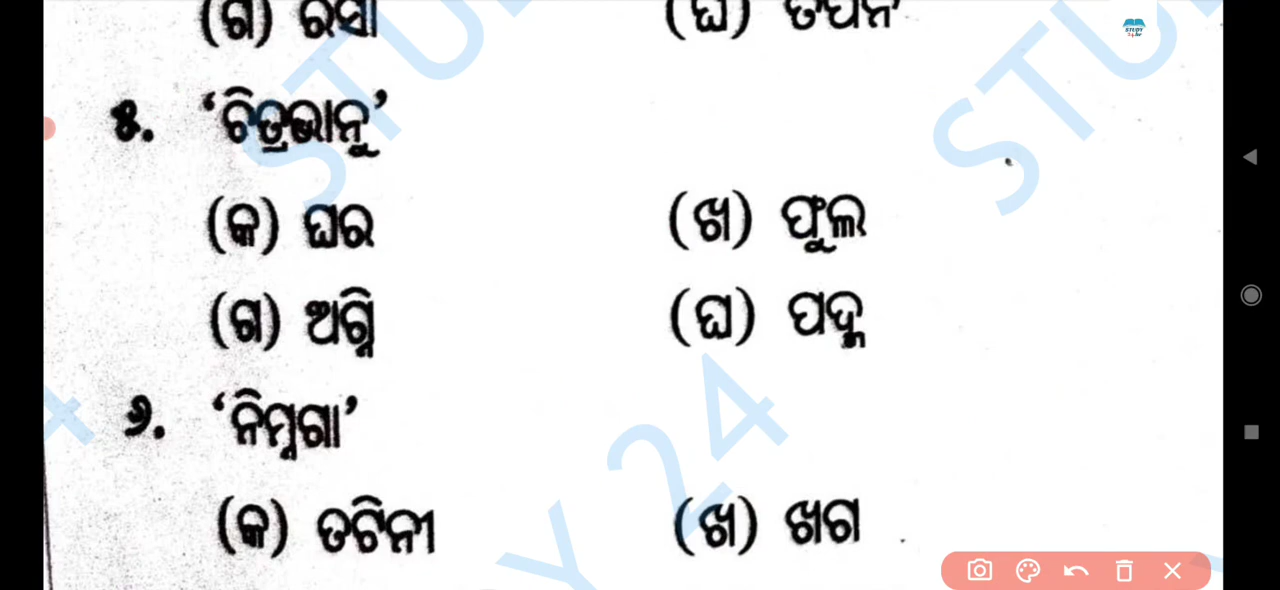 (ଗ) ରସା (ଘ) ତପନ
୫. ‘ଚିତ୍ରଭାନୁ’
(କ) ଘର (ଖ) ଫୁଲ
(ଗ) ଅଗ୍ନି (ଘ) ପଦ୍ମ
୬. ‘ନିମ୍ନଗା’
(କ) ତଟିନୀ (ଖ) ଖଗ